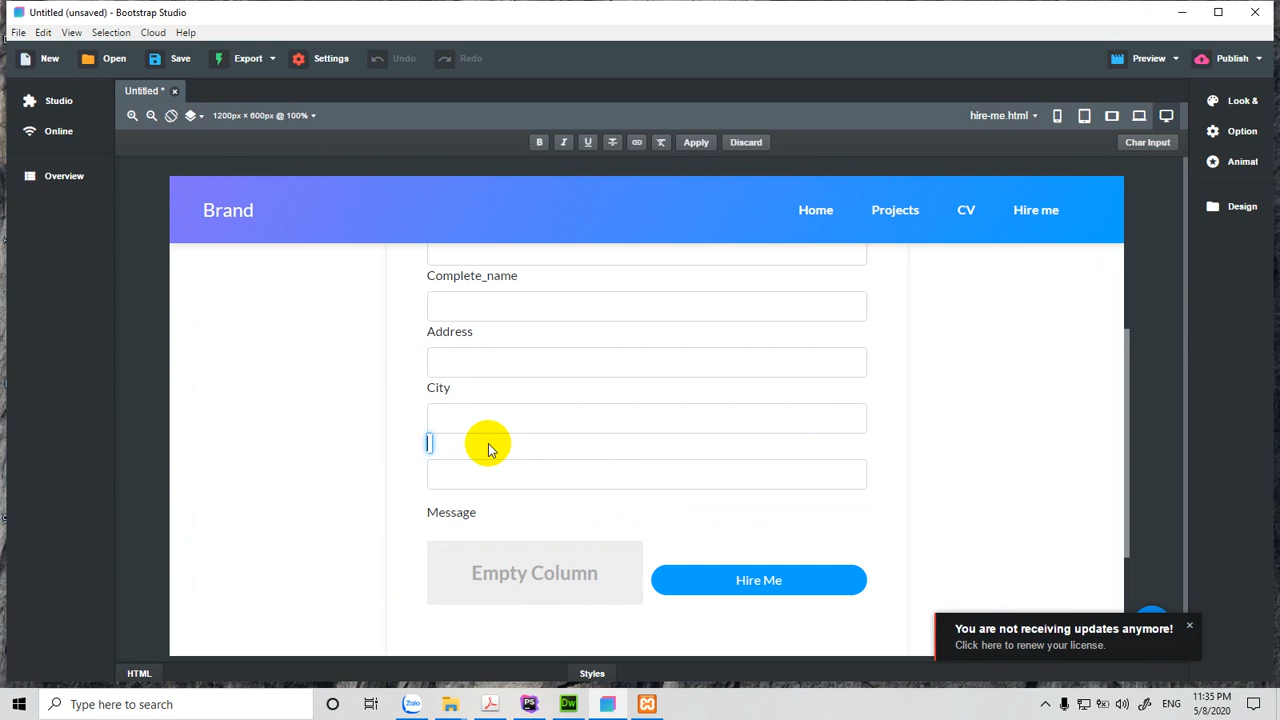 Untitled (unsaved) - Bootstrap Studio
File Edit View Selection Cloud Help
New Open Save Export Settings Undo Redo Preview Publish
Untitled *
Studio
Online
Overview
1200px × 600px @ 100%
hire-me.html
B I U T Apply Discard Char Input
Look &
Option
Animat
Design
Brand Home Projects CV Hire me
Complete_name
Address
City
Message
Empty Column
Hire Me
You are not receiving updates anymore!
Click here to renew your license.
HTML Styles
Type here to search
Zalo
PS
Dw
ENG
11:35 PM
5/8/2020